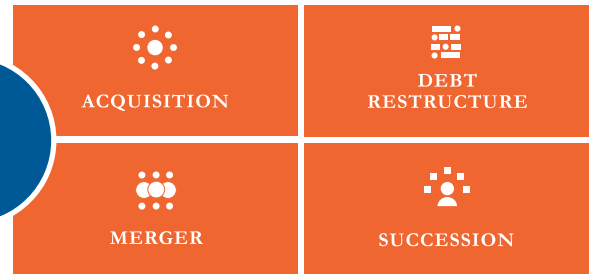 ACQUISITION
DEBT
RESTRUCTURE
MERGER
SUCCESSION